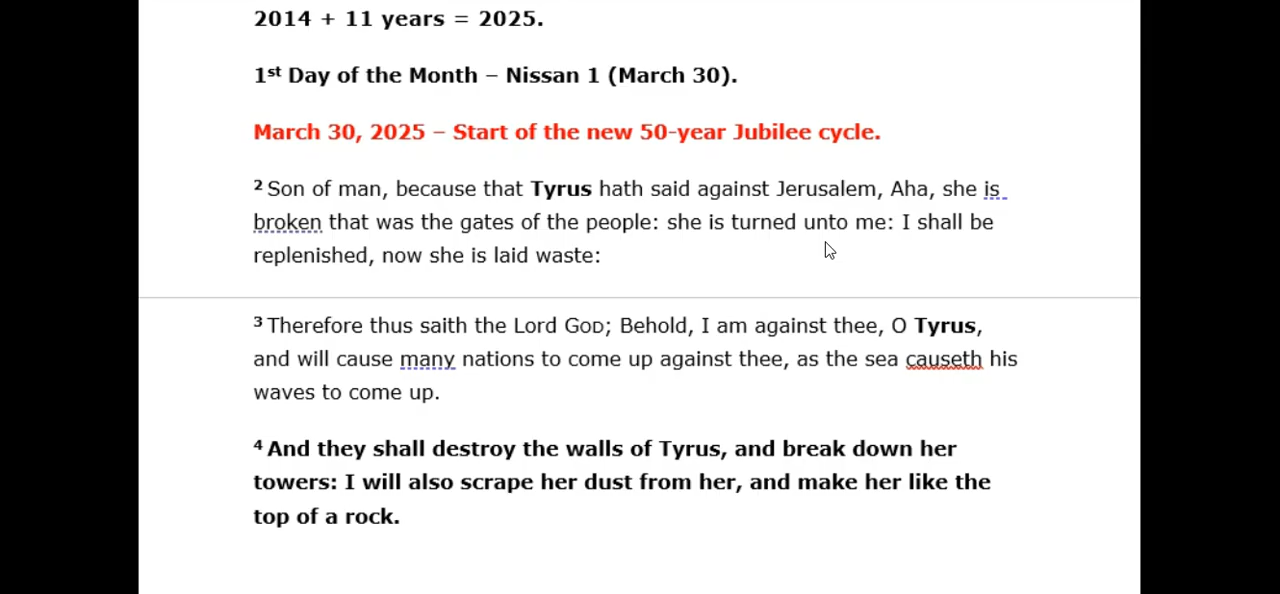 2014 + 11 years = 2025.
1st Day of the Month – Nissan 1 (March 30).
March 30, 2025 – Start of the new 50-year Jubilee cycle.
2 Son of man, because that Tyrus hath said against Jerusalem, Aha, she is
broken that was the gates of the people: she is turned unto me: I shall be
replenished, now she is laid waste:
3 Therefore thus saith the Lord GOD; Behold, I am against thee, O Tyrus,
and will cause many nations to come up against thee, as the sea causeth his
waves to come up.
4 And they shall destroy the walls of Tyrus, and break down her
towers: I will also scrape her dust from her, and make her like the
top of a rock.